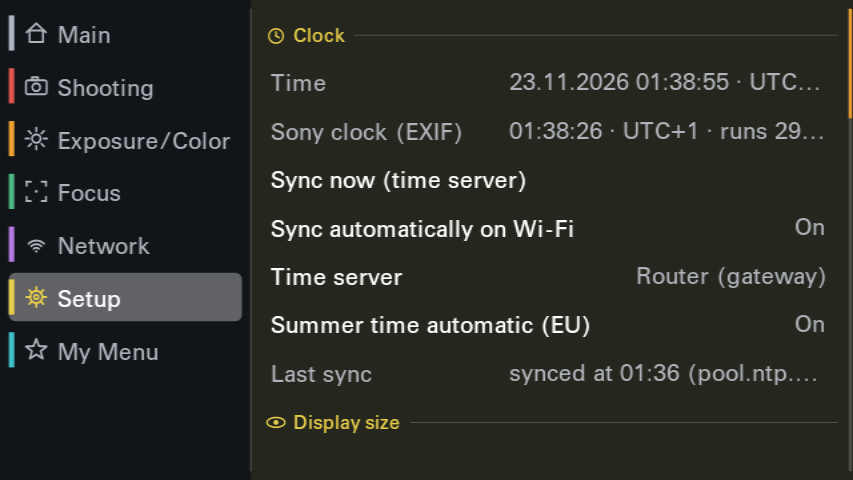 Main
Shooting
Exposure/Color
Focus
Network
Setup
My Menu
Clock
Time 23.11.2026 01:38:55 · UTC...
Sony clock (EXIF) 01:38:26 · UTC+1 · runs 29...
Sync now (time server)
Sync automatically on Wi-Fi On
Time server Router (gateway)
Summer time automatic (EU) On
Last sync synced at 01:36 (pool.ntp....
Display size